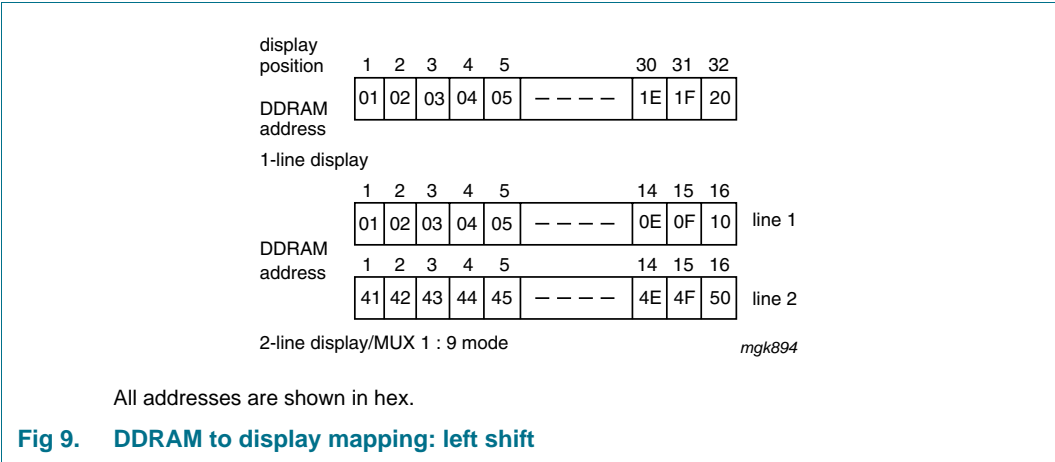 display
position 1 2 3 4 5 30 31 32
DDRAM
address 01 02 03 04 05 – – – – 1E 1F 20
1-line display
1 2 3 4 5 14 15 16
01 02 03 04 05 – – – – 0E 0F 10 line 1
DDRAM
address
1 2 3 4 5 14 15 16
41 42 43 44 45 – – – – 4E 4F 50 line 2
2-line display/MUX 1 : 9 mode mgk894
All addresses are shown in hex.
Fig 9. DDRAM to display mapping: left shift